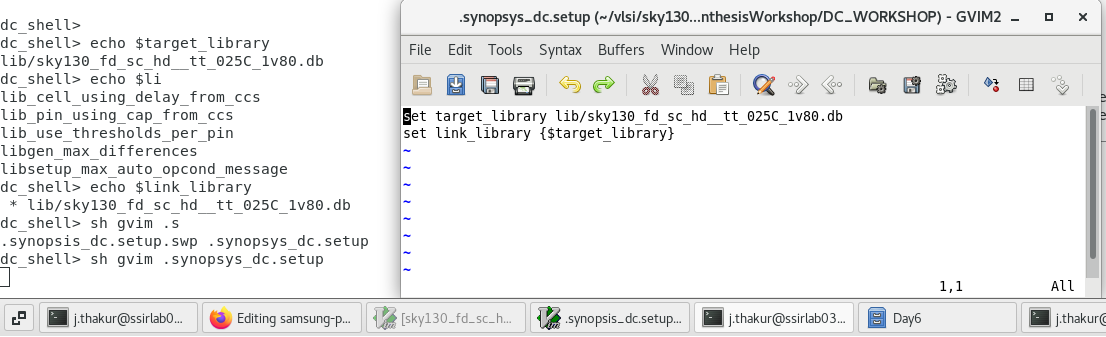 dc_shell>
dc_shell> echo $target_library
lib/sky130_fd_sc_hd__tt_025C_1v80.db
dc_shell> echo $li
lib_cell_using_delay_from_ccs
lib_pin_using_cap_from_ccs
lib_use_thresholds_per_pin
libgen_max_differences
libsetup_max_auto_opcond_message
dc_shell> echo $link_library
* lib/sky130_fd_sc_hd__tt_025C_1v80.db
dc_shell> sh gvim .s
.synopsis_dc.setup.swp .synopsys_dc.setup
dc_shell> sh gvim .synopsys_dc.setup
.synopsys_dc.setup (~/vlsi/sky130...nthesisWorkshop/DC_WORKSHOP) - GVIM2
File Edit Tools Syntax Buffers Window Help
set target_library lib/sky130_fd_sc_hd__tt_025C_1v80.db
set link_library {$target_library}
~
~
~
~
~
~
~
~
1,1 All
j.thakur@ssirlab0... Editing samsung-p... [sky130_fd_sc_h... .synopsis_dc.setup... j.thakur@ssirlab03... Day6 j.thakur@